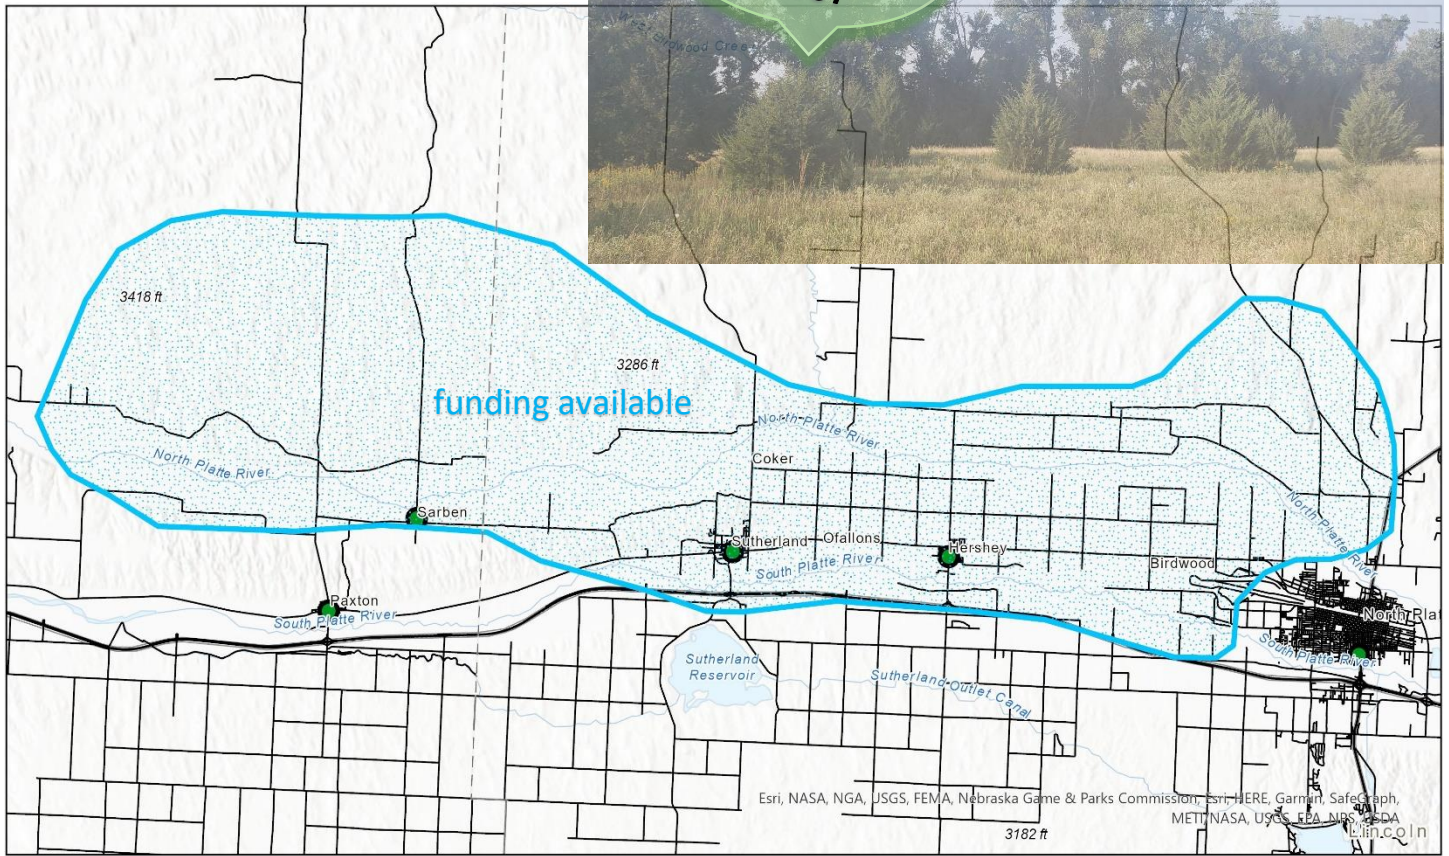 3418 ft
3286 ft
funding available
North Platte River
North Platte River
Coker
Sarben
Sutherland
Ofallons
Hershey
South Platte River
Birdwood
North Platte River
Paxton
South Platte River
North Plat
South Platte River
Sutherland
Reservoir
Sutherland Outlet Canal
Esri, NASA, NGA, USGS, FEMA, Nebraska Game & Parks Commission, Esri, HERE, Garmin, SafeGraph,
METI/NASA, USGS, EPA, NPS, USDA
3182 ft
Lincoln